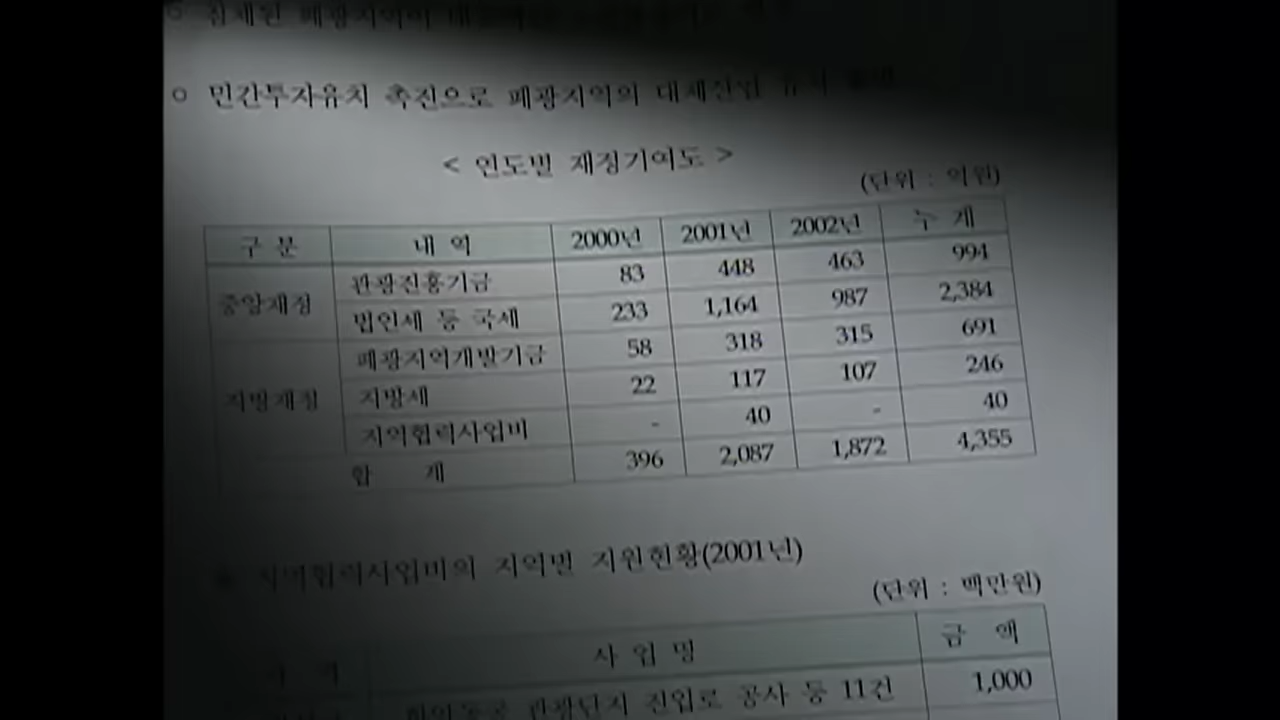 ○ 민간투자유치 촉진으로 폐광지역의 대체산업
< 연도별 재정기여도 >
(단위 : 억원)
구 분 내 역 2000년 2001년 2002년 누 계
중앙재정 관광진흥기금 83 448 463 994
법인세 등 국세 233 1,164 987 2,384
지방재정 폐광지역개발기금 58 318 315 691
지방세 22 117 107 246
지역협력사업비 - 40 - 40
합 계 396 2,087 1,872 4,355
지역협력사업비의 지역별 지원현황(2001년)
(단위 : 백만원)
사 업 명 금 액
관광단지 진입로 공사 등 11건 1,000